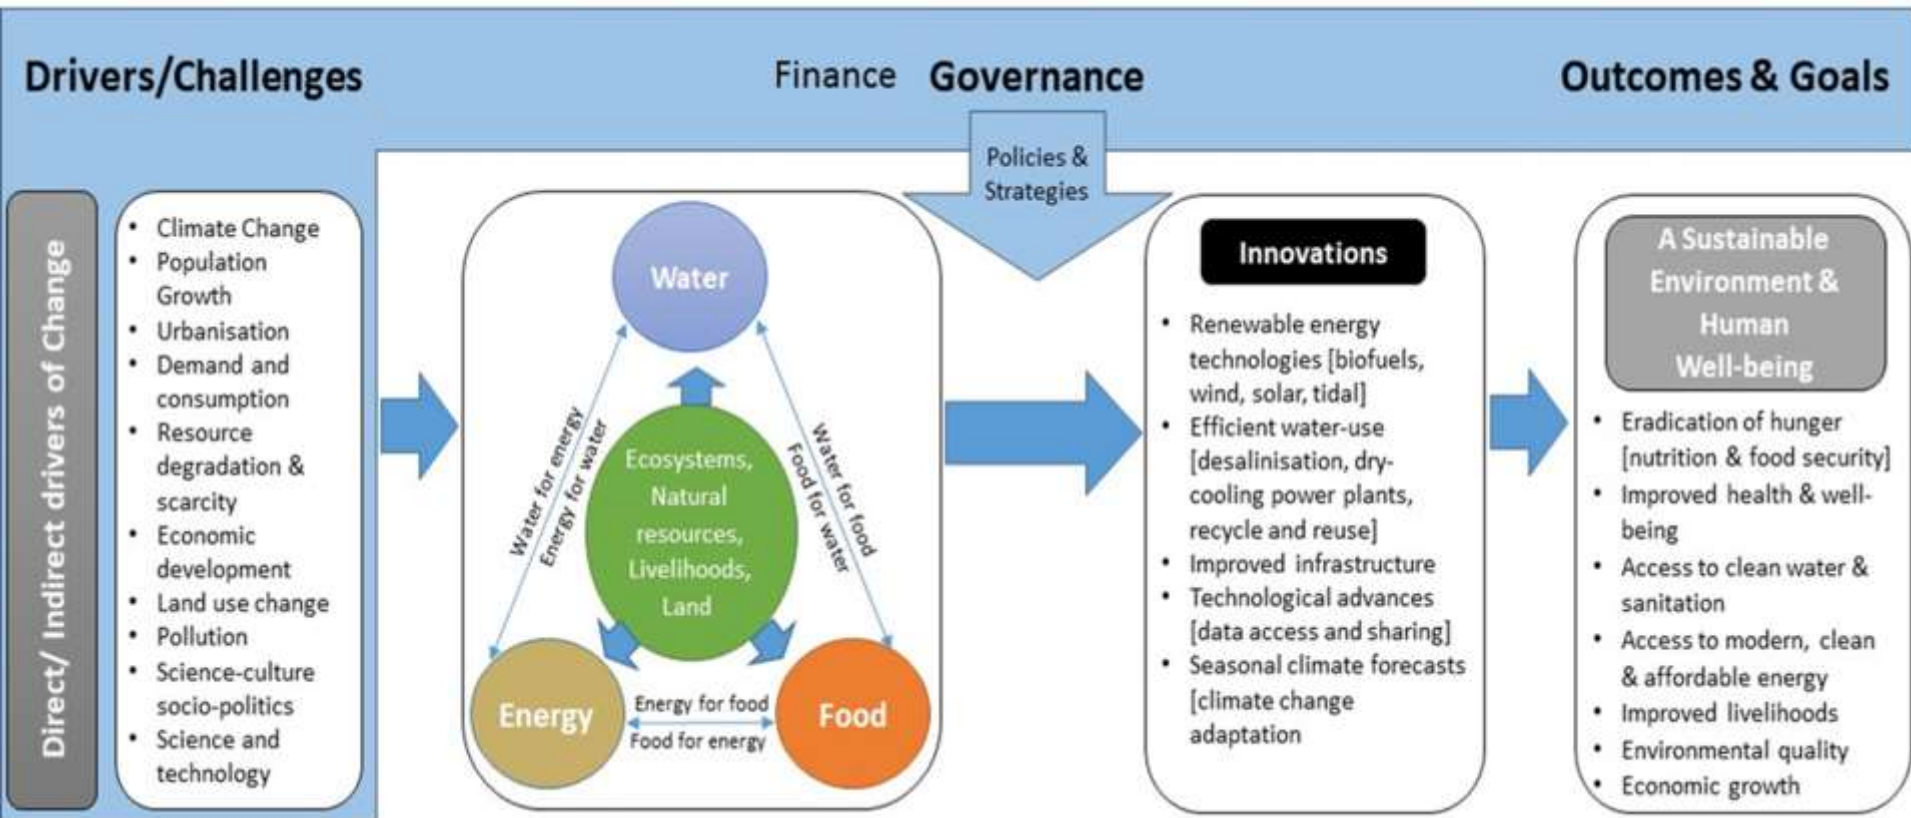 Drivers/Challenges
Finance Governance
Outcomes & Goals
Policies &
Strategies
Direct/ Indirect drivers of Change
• Climate Change
• Population
Growth
• Urbanisation
• Demand and
consumption
• Resource
degradation &
scarcity
• Economic
development
• Land use change
• Pollution
• Science-culture
socio-politics
• Science and
technology
Water
Water for energy
Energy for water
Water for food
Food for water
Ecosystems,
Natural
resources,
Livelihoods,
Land
Energy
Energy for food
Food for energy
Food
Innovations
• Renewable energy
technologies [biofuels,
wind, solar, tidal]
• Efficient water-use
[desalinisation, dry-
cooling power plants,
recycle and reuse]
• Improved infrastructure
• Technological advances
[data access and sharing]
• Seasonal climate forecasts
[climate change
adaptation
A Sustainable
Environment &
Human
Well-being
• Eradication of hunger
[nutrition & food security]
• Improved health & well-
being
• Access to clean water &
sanitation
• Access to modern, clean
& affordable energy
• Improved livelihoods
• Environmental quality
• Economic growth